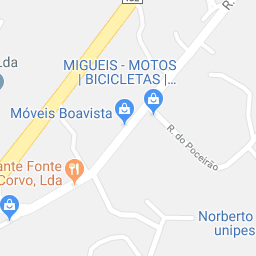 R.
Lda
MIGUEIS - MOTOS
| BICICLETAS |...
Móveis Boavista
R. do Poceirão
ante Fonte
Corvo, Lda
Norberto
unipes